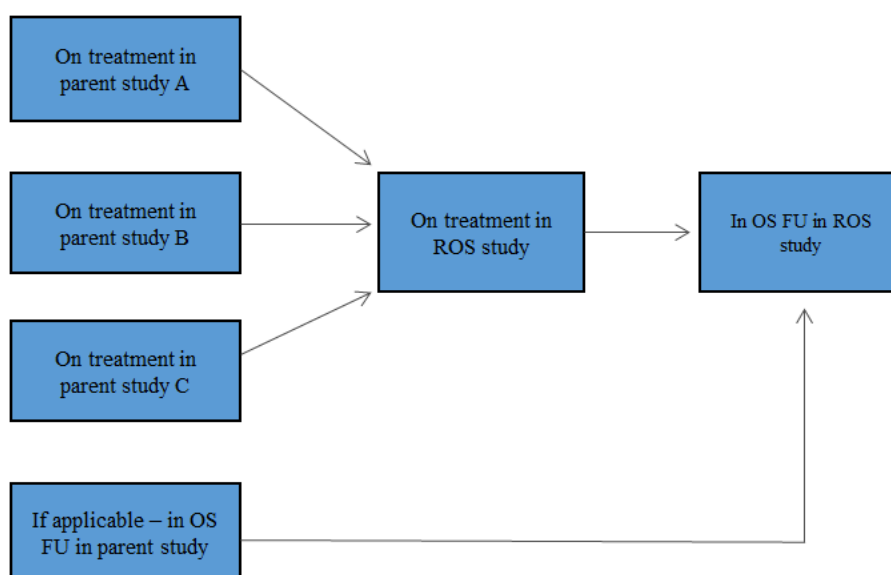 On treatment in
parent study A
On treatment in
parent study B
On treatment in
ROS study
In OS FU in ROS
study
On treatment in
parent study C
If applicable – in OS
FU in parent study